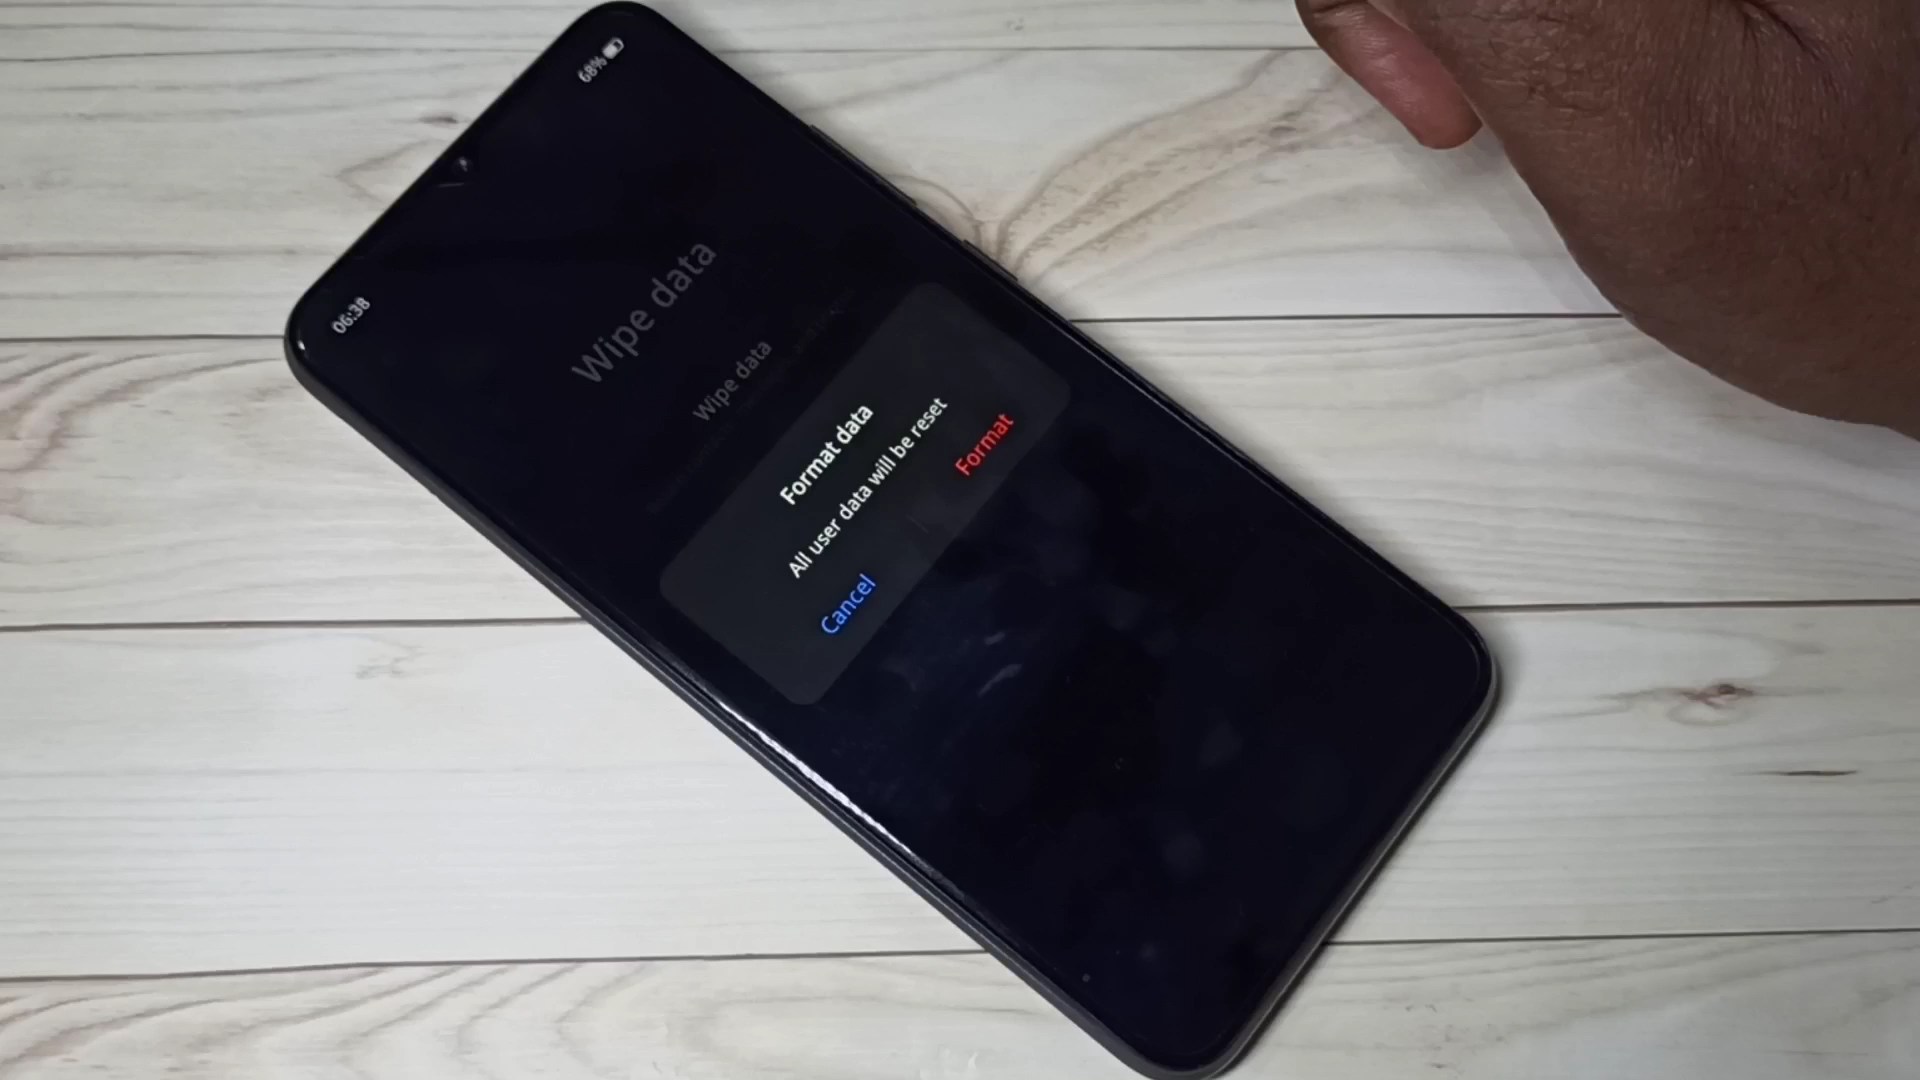 06:38
68%
Wipe data
Wipe data
Format data
All user data will be reset
Cancel
Format